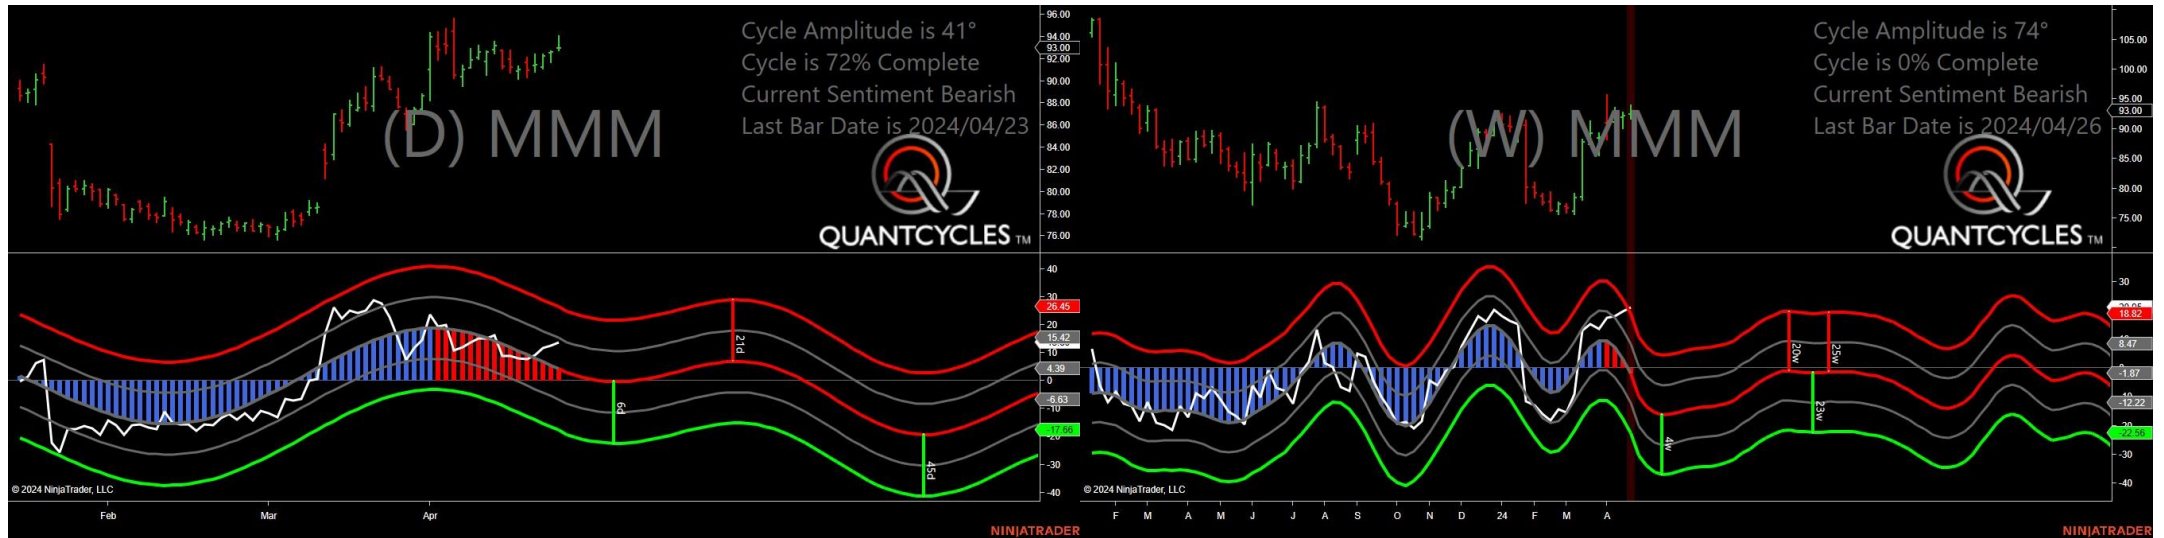 Cycle Amplitude is 41°
Cycle is 72% Complete
Current Sentiment Bearish
Last Bar Date is 2024/04/23
(D) MMM
QUANTCYCLES TM
96.00
94.00
93.00
92.00
90.00
88.00
86.00
84.00
82.00
80.00
78.00
76.00
40
30
26.45
20
15.42
10
4.39
0
-6.63
-10
-17.66
-20
-30
-40
21d
6d
45d
© 2024 NinjaTrader, LLC
Feb
Mar
Apr
NINJATRADER
Cycle Amplitude is 74°
Cycle is 0% Complete
Current Sentiment Bearish
Last Bar Date is 2024/04/26
(W) MMM
QUANTCYCLES TM
105.00
100.00
95.00
93.00
90.00
85.00
80.00
75.00
30
18.82
8.47
-1.87
-12.22
-22.56
-30
-40
20w
25w
23w
4w
© 2024 NinjaTrader, LLC
F
M
A
M
J
J
A
S
O
N
D
24
F
M
A
NINJATRADER